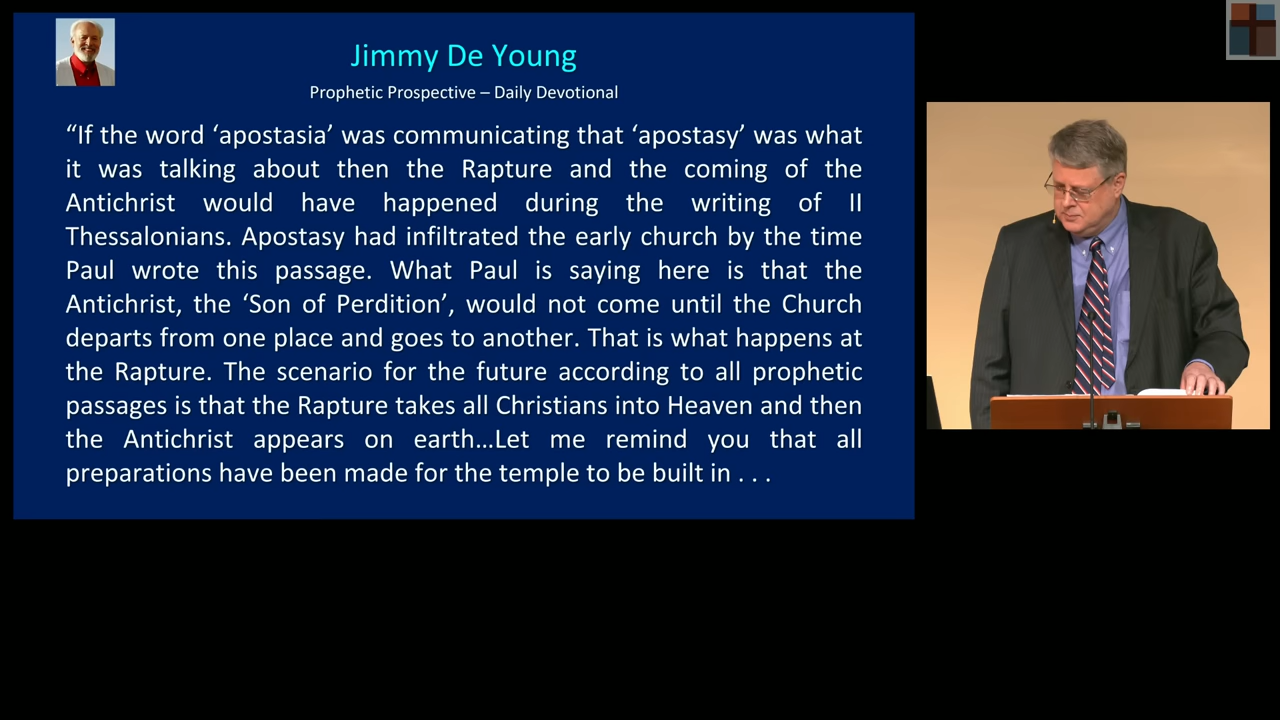 Jimmy De Young
Prophetic Prospective – Daily Devotional
“If the word ‘apostasia’ was communicating that ‘apostasy’ was what
it was talking about then the Rapture and the coming of the
Antichrist would have happened during the writing of II
Thessalonians. Apostasy had infiltrated the early church by the time
Paul wrote this passage. What Paul is saying here is that the
Antichrist, the ‘Son of Perdition’, would not come until the Church
departs from one place and goes to another. That is what happens at
the Rapture. The scenario for the future according to all prophetic
passages is that the Rapture takes all Christians into Heaven and then
the Antichrist appears on earth…Let me remind you that all
preparations have been made for the temple to be built in . . .